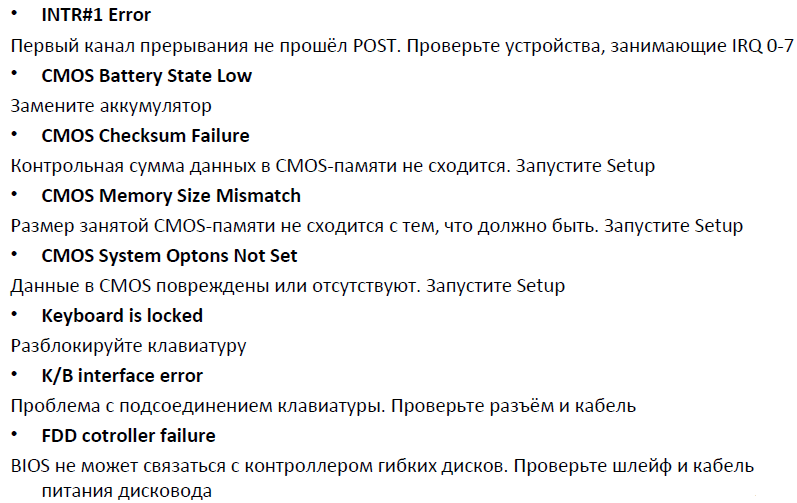 • INTR#1 Error
Первый канал прерывания не прошёл POST. Проверьте устройства, занимающие IRQ 0-7
• CMOS Battery State Low
Замените аккумулятор
• CMOS Checksum Failure
Контрольная сумма данных в CMOS-памяти не сходится. Запустите Setup
• CMOS Memory Size Mismatch
Размер занятой CMOS-памяти не сходится с тем, что должно быть. Запустите Setup
• CMOS System Optons Not Set
Данные в CMOS повреждены или отсутствуют. Запустите Setup
• Keyboard is locked
Разблокируйте клавиатуру
• K/B interface error
Проблема с подсоединением клавиатуры. Проверьте разъём и кабель
• FDD cotroller failure
BIOS не может связаться с контроллером гибких дисков. Проверьте шлейф и кабель
питания дисковода